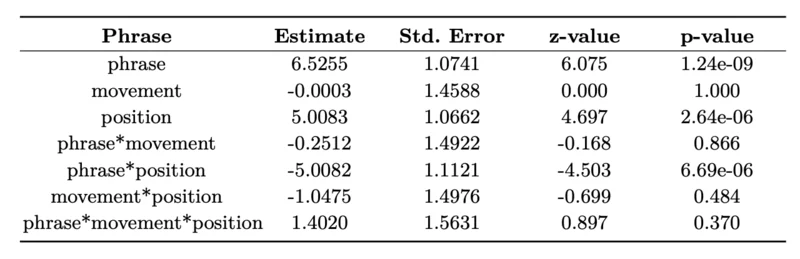 Phrase Estimate Std. Error z-value p-value
phrase 6.5255 1.0741 6.075 1.24e-09
movement -0.0003 1.4588 0.000 1.000
position 5.0083 1.0662 4.697 2.64e-06
phrase*movement -0.2512 1.4922 -0.168 0.866
phrase*position -5.0082 1.1121 -4.503 6.69e-06
movement*position -1.0475 1.4976 -0.699 0.484
phrase*movement*position 1.4020 1.5631 0.897 0.370